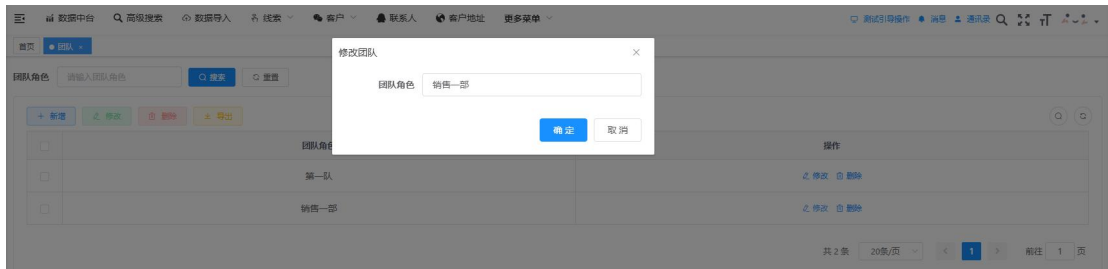 数据中台 高级搜索 数据导入 线索 客户 联系人 客户地址 更多菜单 测试引导操作 消息 通讯录
首页 团队 ×
修改团队
团队角色 请输入团队角色 搜索 重置
团队角色 销售一部
确定 取消
+ 新增 修改 删除 导出
团队角色 操作
第一队 修改 删除
销售一部 修改 删除
共 2 条 20条/页 1 前往 1 页